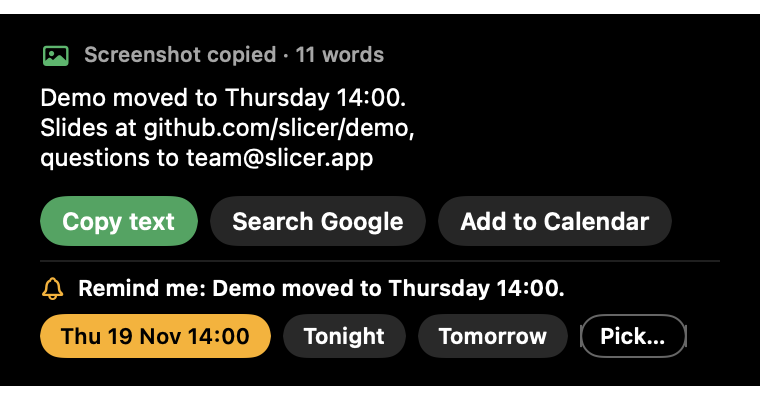 Screenshot copied · 11 words
Demo moved to Thursday 14:00.
Slides at github.com/slicer/demo,
questions to team@slicer.app
Copy text Search Google Add to Calendar
Remind me: Demo moved to Thursday 14:00.
Thu 19 Nov 14:00 Tonight Tomorrow Pick...